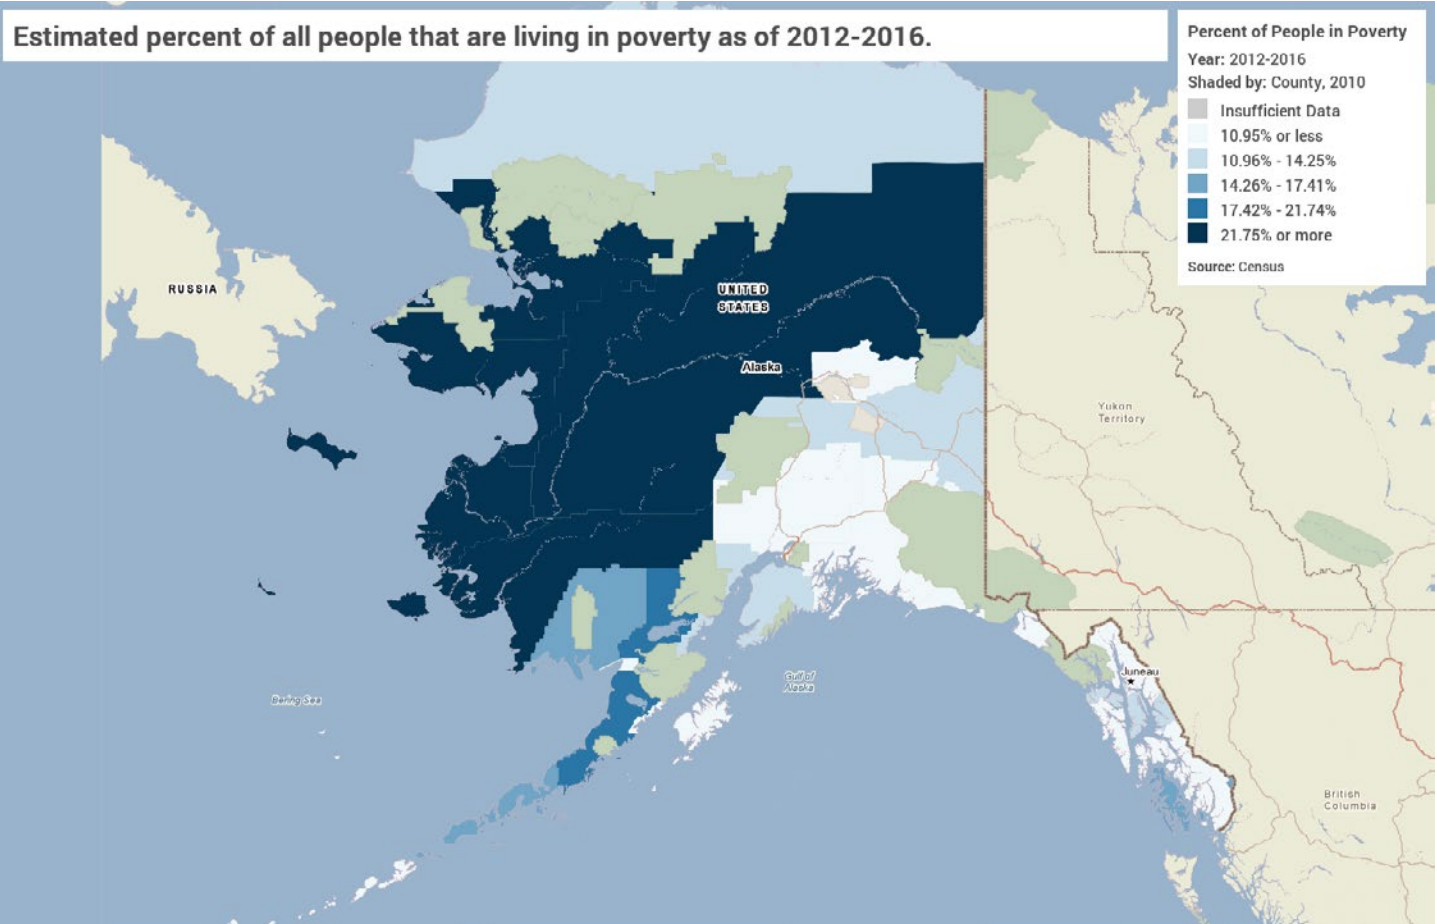 Estimated percent of all people that are living in poverty as of 2012-2016.
Percent of People in Poverty
Year: 2012-2016
Shaded by: County, 2010
Insufficient Data
10.95% or less
10.96% - 14.25%
14.26% - 17.41%
17.42% - 21.74%
21.75% or more
Source: Census
RUSSIA
UNITED
STATES
Alaska
Yukon
Territory
Juneau
Gulf of
Alaska
Bering Sea
British
Columbia